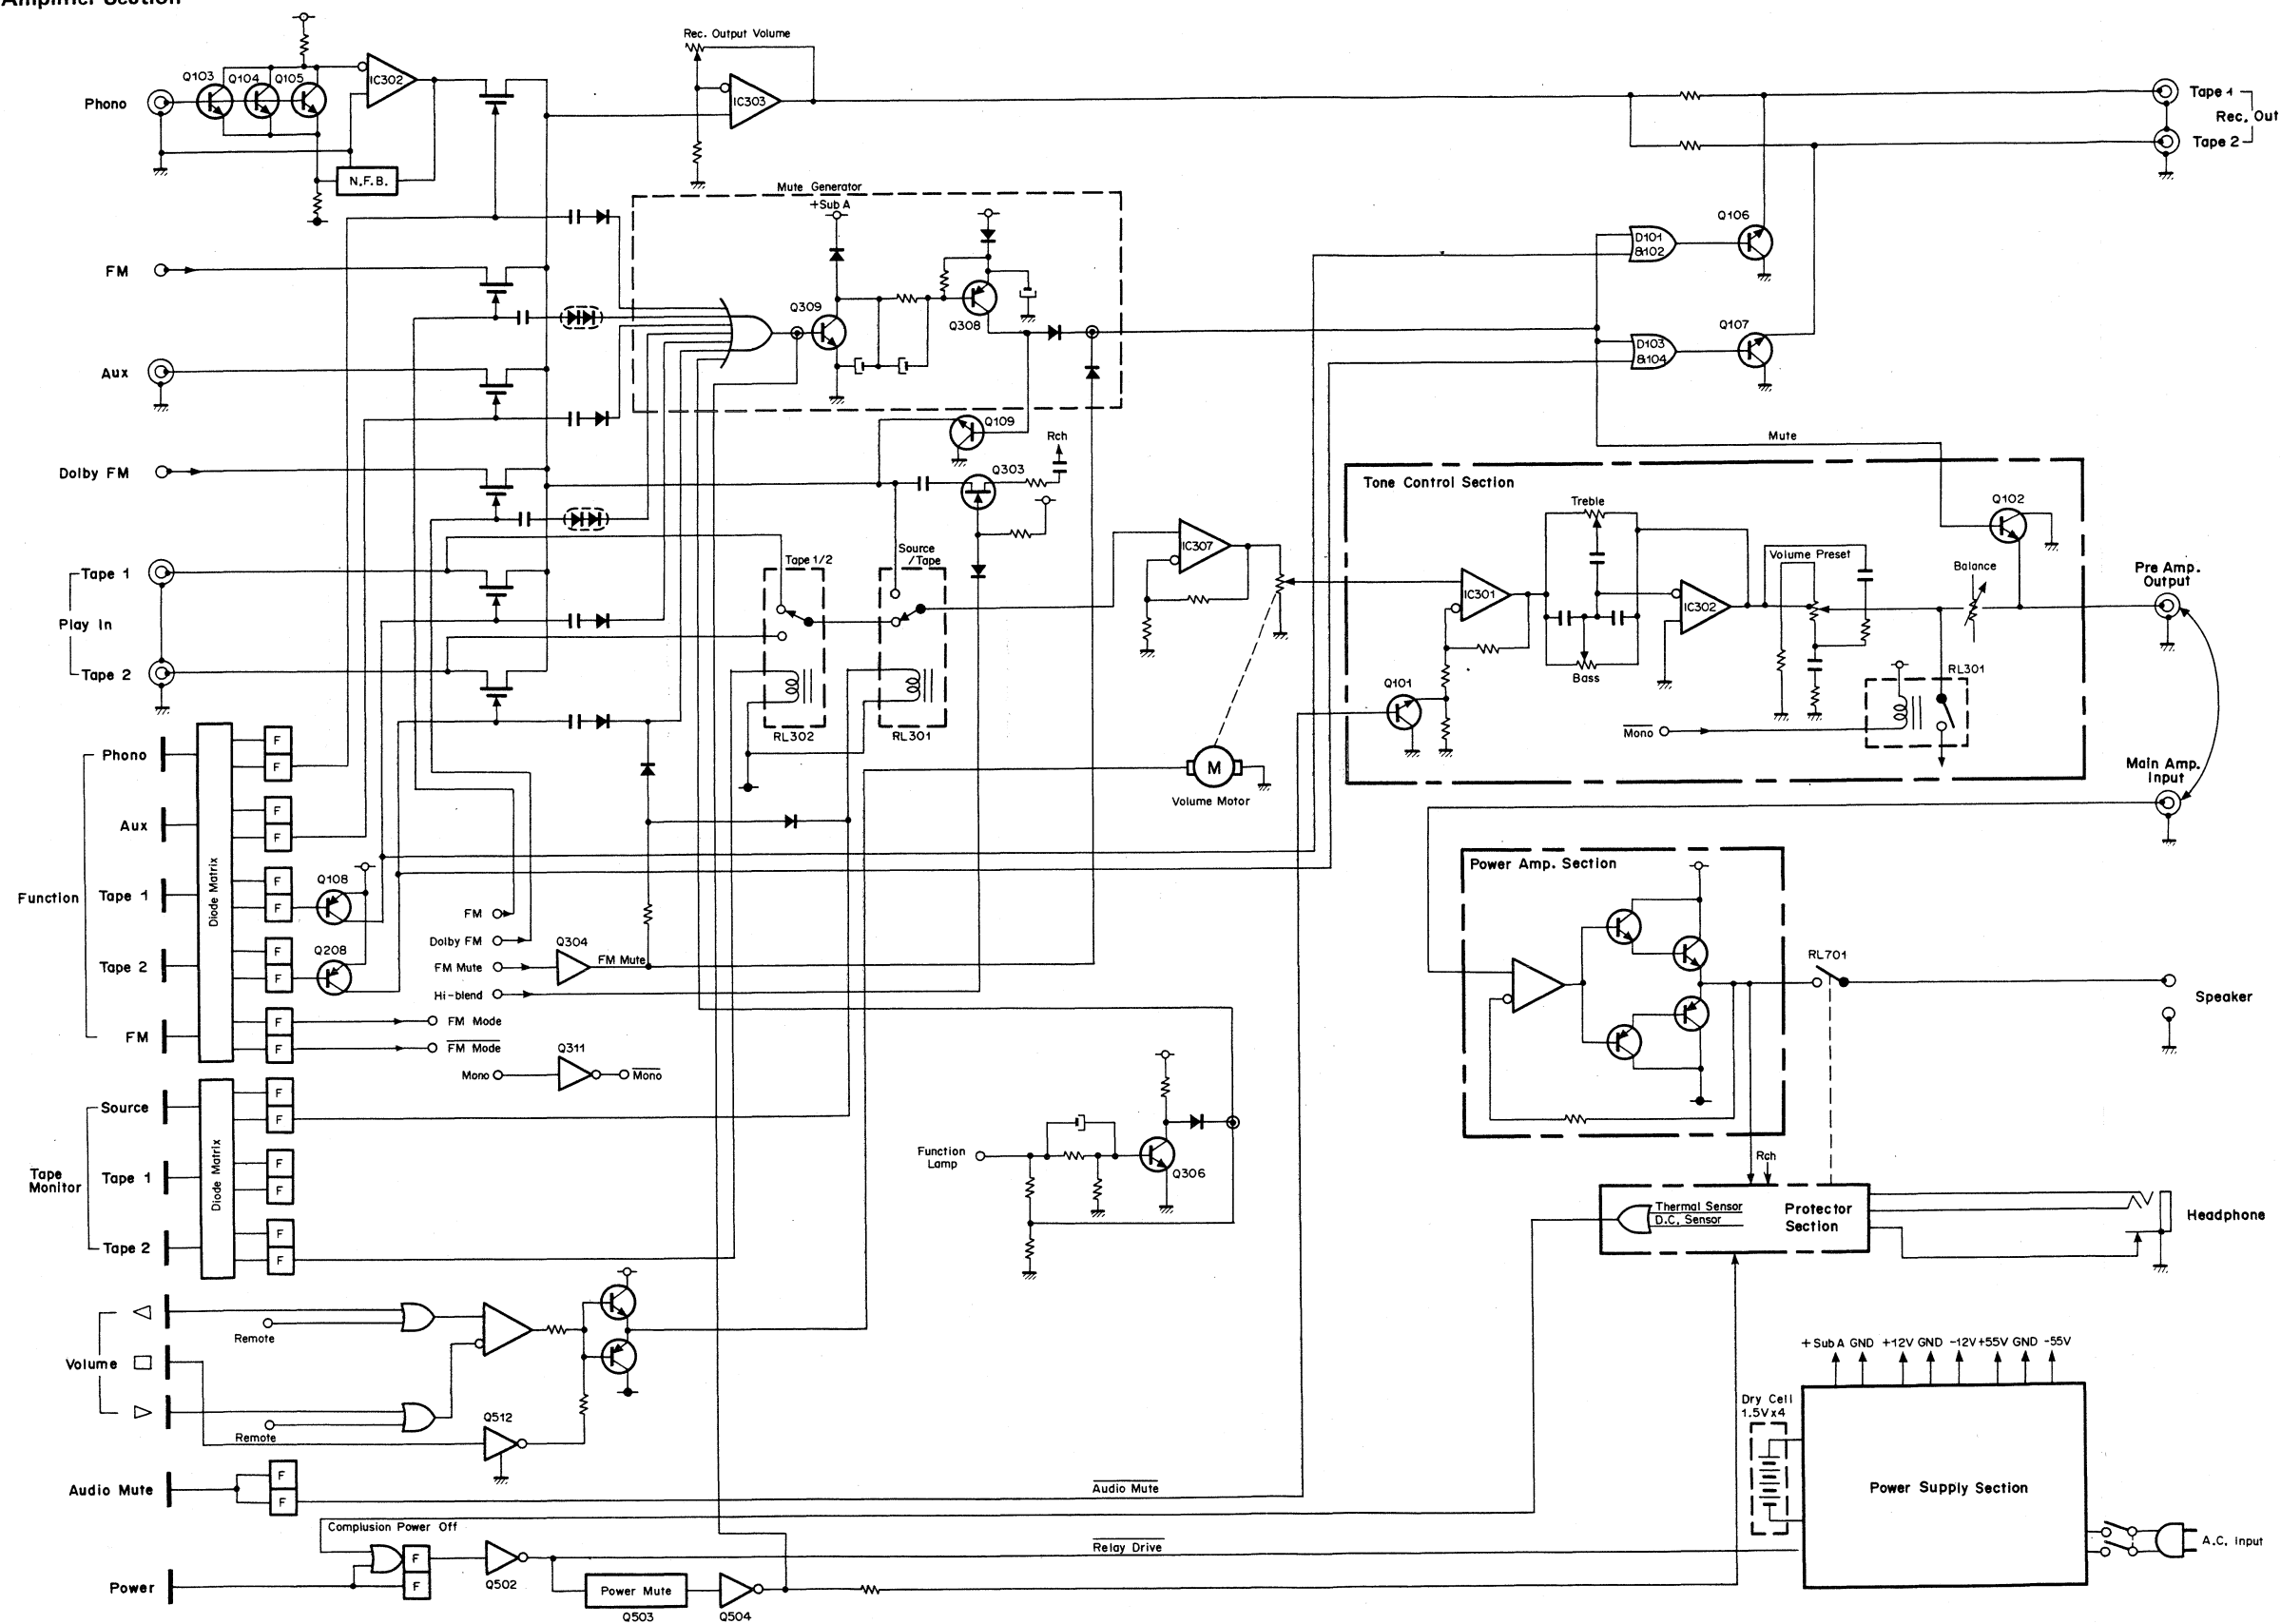 Amplifier Section
Rec. Output Volume
Q103
Q104
Q105
IC302
IC303
Phono
N.F.B.
Tape 1
Rec. Out
Tape 2
Mute Generator
+Sub A
Q106
D101
&102
FM
Q309
Q308
Q107
D103
&104
Aux
Q109
Rch
Mute
Dolby FM
Q303
Tone Control Section
Treble
Q102
Source
/Tape
Tape 1/2
IC307
Volume Preset
Balance
Tape 1
Play In
Tape 2
IC301
IC302
Pre Amp.
Output
Bass
RL301
Q101
RL302
RL301
Mono
Phono
F
F
M
Volume Motor
Main Amp.
Input
Aux
F
F
Power Amp. Section
Function
Diode Matrix
Tape 1
F
F
Q108
FM
Dolby FM
Q304
Tape 2
F
F
Q208
FM Mute
FM Mute
RL701
Hi-blend
Speaker
FM
F
F
FM Mode
FM Mode
Q311
Mono
Mono
Source
F
F
Tape
Monitor
Diode Matrix
Tape 1
F
F
Function
Lamp
Q306
Rch
Tape 2
F
F
Thermal Sensor
D.C. Sensor
Protector
Section
Headphone
Remote
Volume
Remote
Q512
+Sub A GND +12V GND -12V +55V GND -55V
Dry Cell
1.5V x 4
Power Supply Section
Audio Mute
F
F
Audio Mute
Complusion Power Off
F
F
Q502
Relay Drive
A.C. Input
Power
Power Mute
Q503
Q504